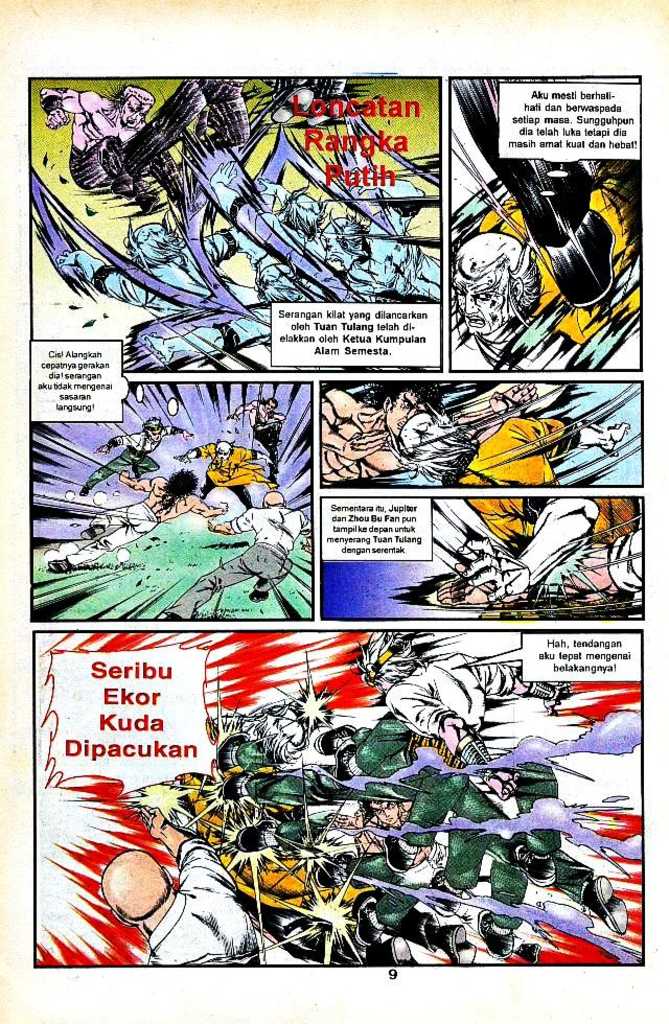 Loncatan
Rangka
Putih
Aku mesti berhati-
hati dan berwaspada
setiap masa. Sungguhpun
dia telah luka tetapi dia
masih amat kuat dan hebat!
Serangan kilat yang dilancarkan
oleh Tuan Tulang telah di-
elakkan oleh Ketua Kumpulan
Alam Semesta.
Cis! Alangkah
cepatnya gerakan
dia! serangan
aku tidak mengenai
sasaran
langsung!
Sementara itu, Jupiter
dan Zhou Bu Fan pun
tampil ke depan untuk
menyerang Tuan Tulang
dengan serentak
Hah, tendangan
aku tepat mengenai
belakangnya!
Seribu
Ekor
Kuda
Dipacukan
9